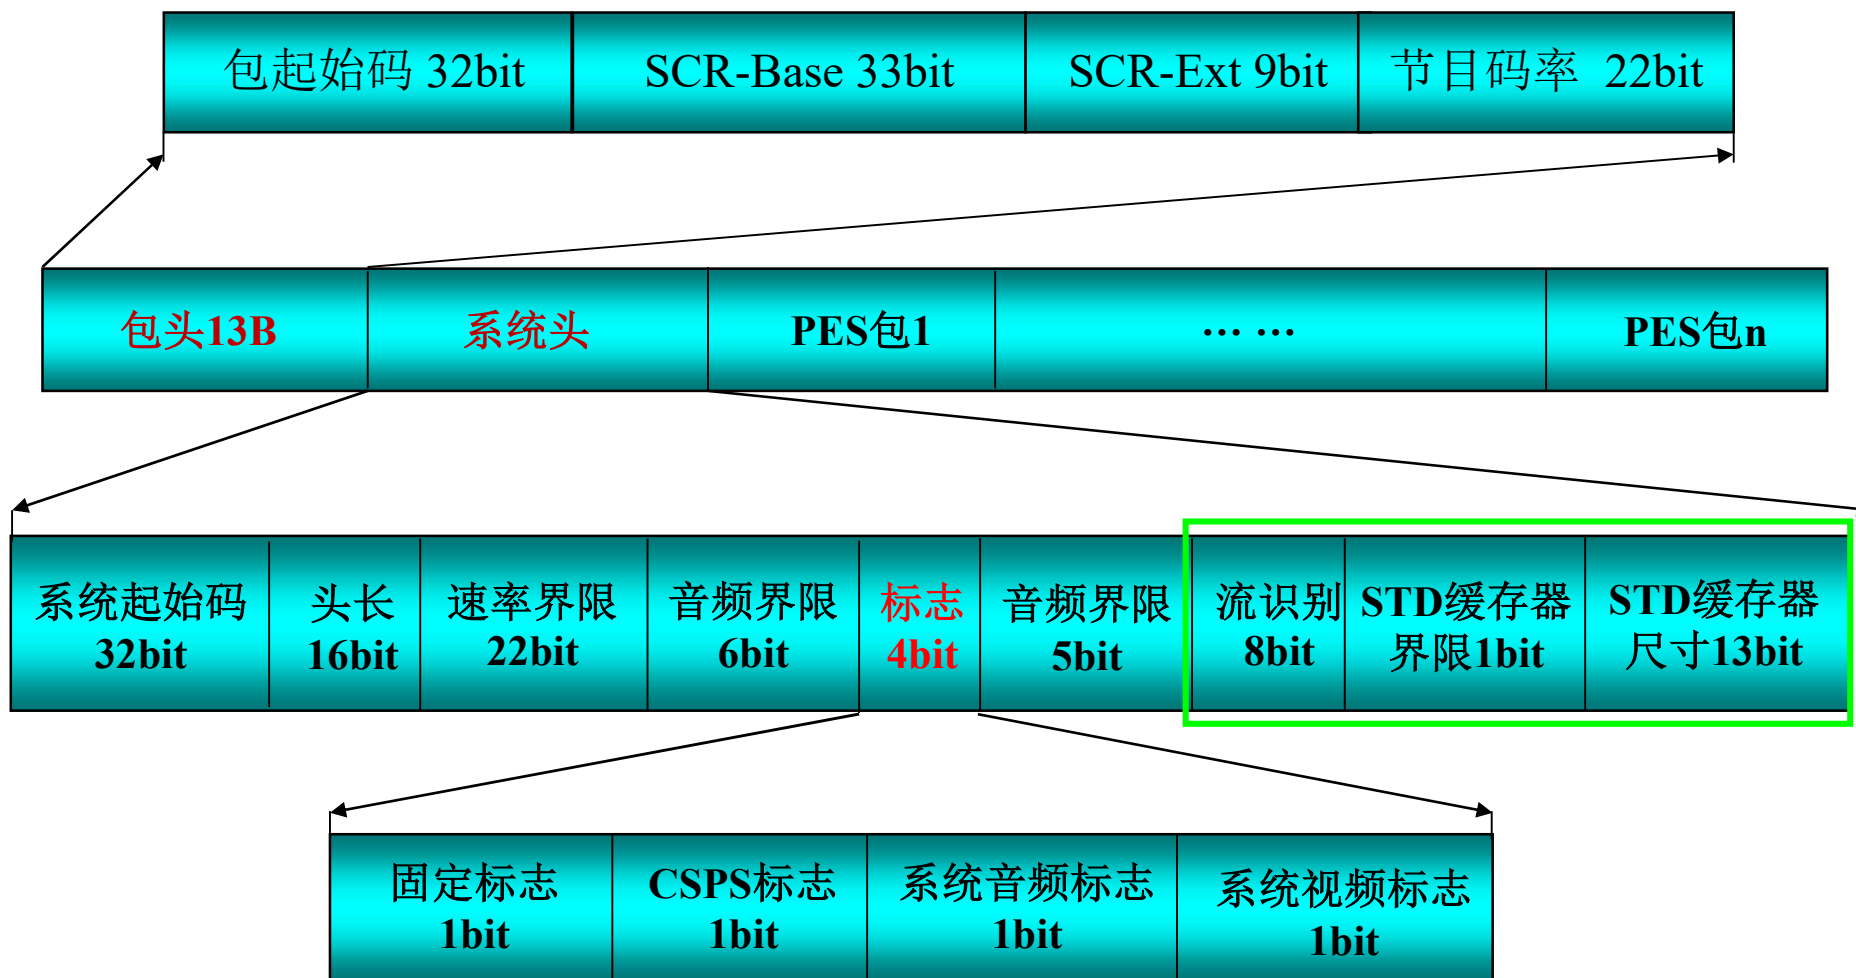 包起始码 32bit
SCR-Base 33bit
SCR-Ext 9bit
节目码率 22bit
包头13B
系统头
PES包1
… …
PES包n
系统起始码
32bit
头长
16bit
速率界限
22bit
音频界限
6bit
标志
4bit
音频界限
5bit
流识别
8bit
STD缓存器
界限1bit
STD缓存器
尺寸13bit
固定标志
1bit
CSPS标志
1bit
系统音频标志
1bit
系统视频标志
1bit